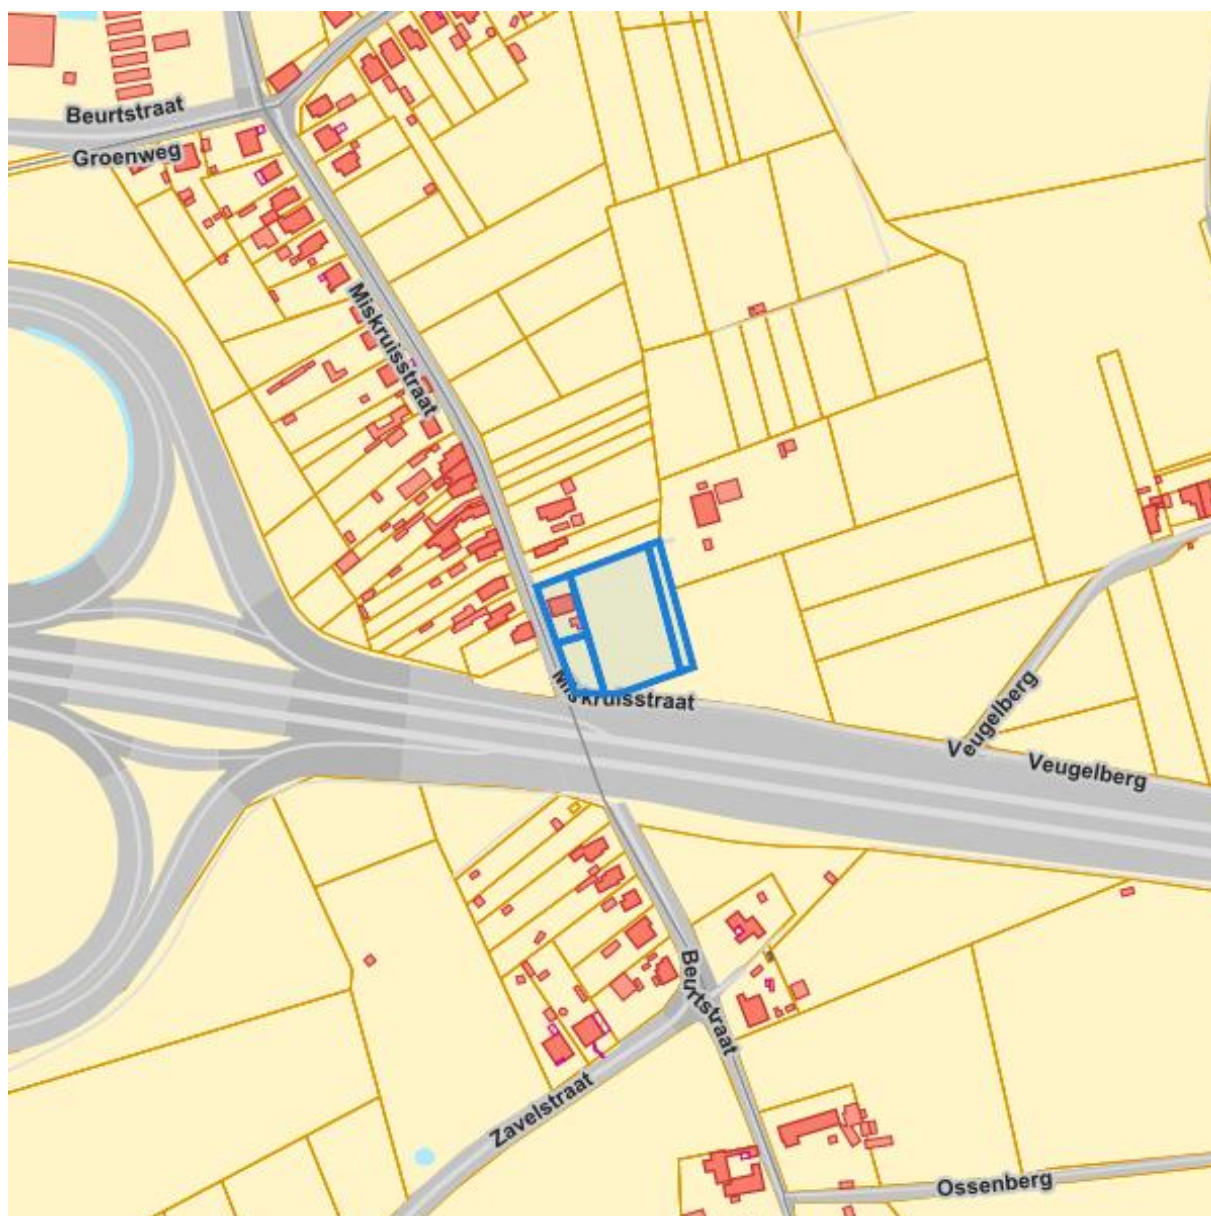 Beurtstraat
Groenweg
Miskruisstraat
Miskruisstraat
Veugelberg
Veugelberg
Beurtstraat
Zavelstraat
Ossenberg